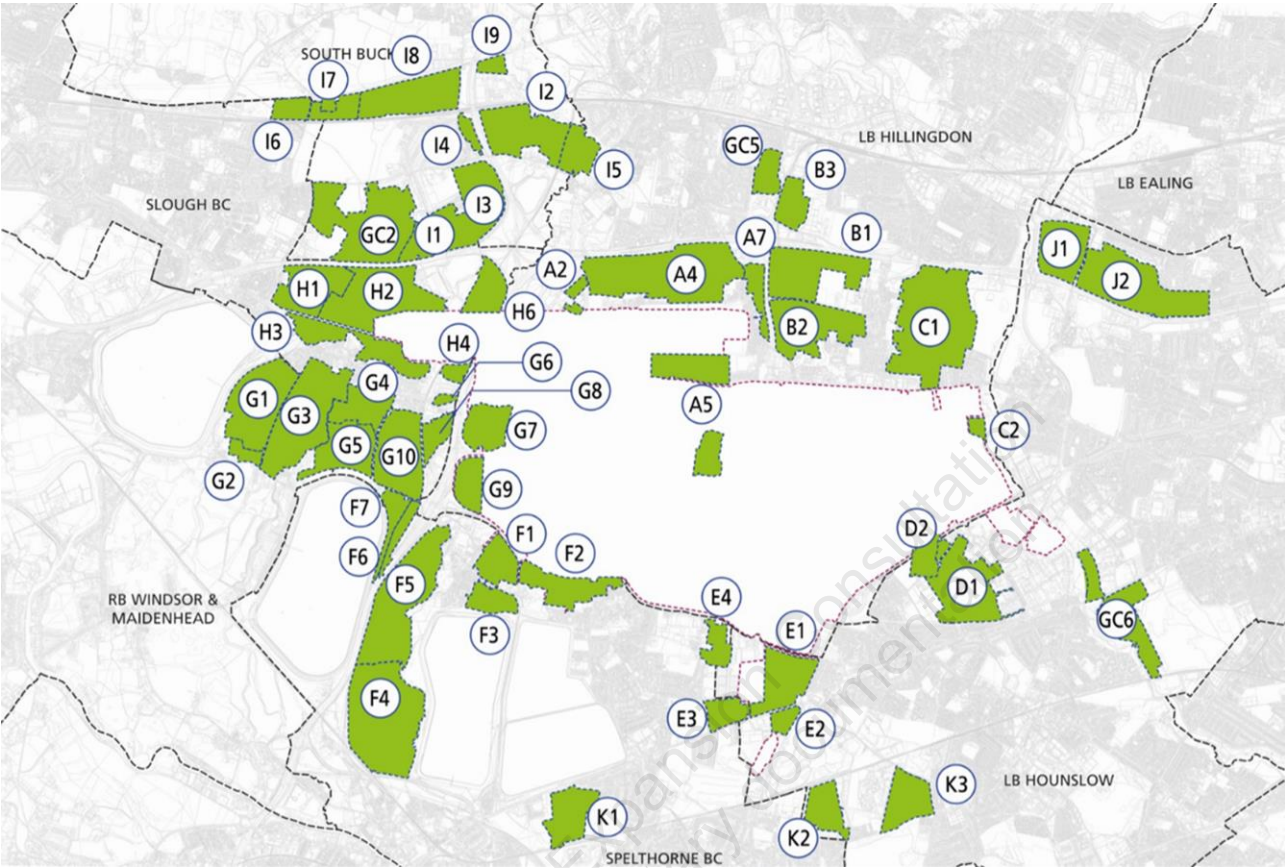 I9
SOUTH BUCK
I8
I7
I2
I6
I4
I5
GC5
B3
LB HILLINGDON
LB EALING
SLOUGH BC
I3
GC2
I1
A7
B1
A2
A4
J1
J2
H1
H2
H6
B2
C1
H3
H4
G6
G8
G4
G1
G3
A5
G7
C2
G5
G10
G2
G9
F7
F1
F2
D2
F6
F5
D1
RB WINDSOR &
MAIDENHEAD
E4
E1
GC6
F3
F4
E3
E2
K3
LB HOUNSLOW
K1
K2
SPELTHORNE BC